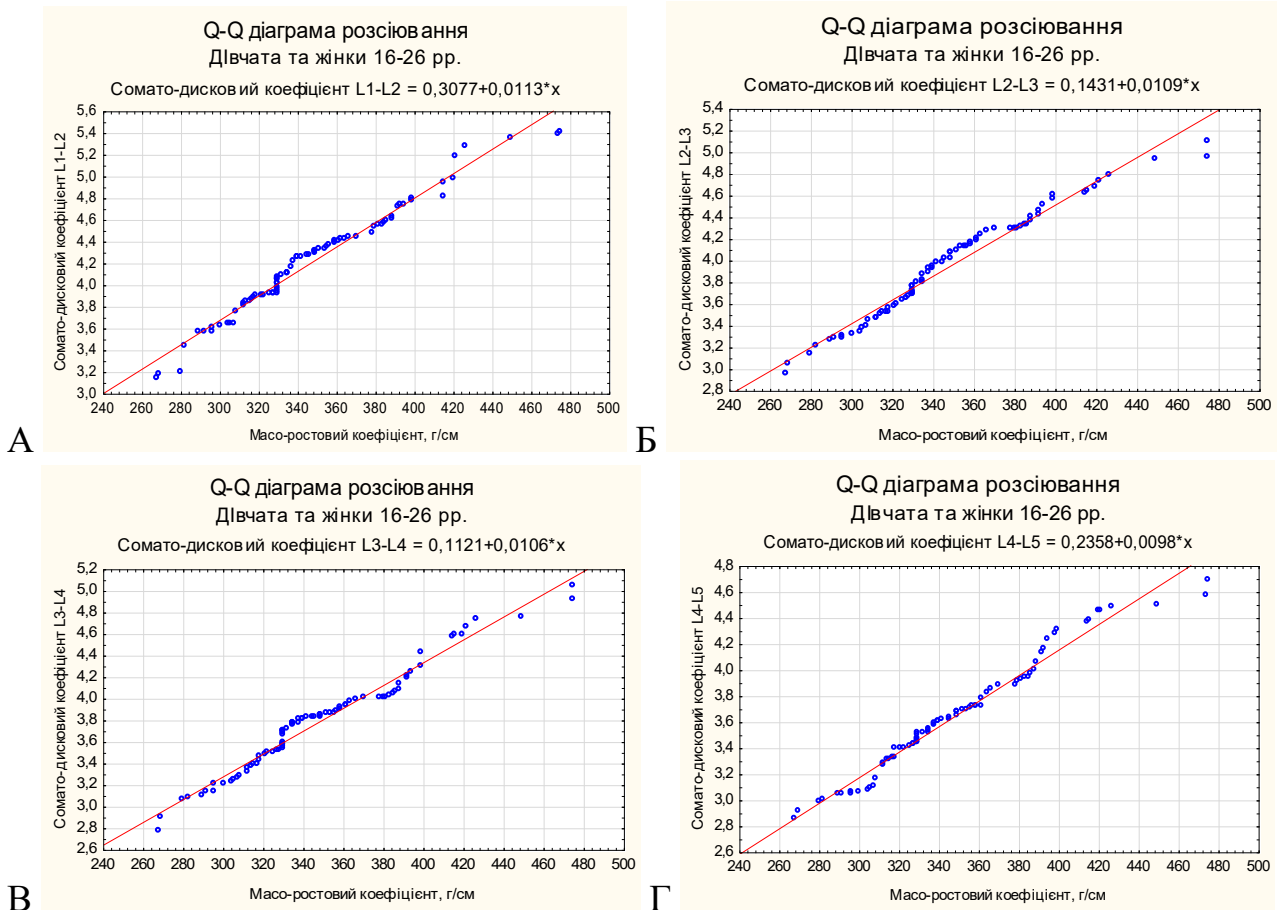 Q-Q діаграма розсіювання
Дівчата та жінки 16-26 рр.
Сомато-дисковий коефіцієнт L1-L2 = 0,3077+0,0113*x
5,6
5,4
5,2
5,0
4,8
4,6
4,4
4,2
4,0
3,8
3,6
3,4
3,2
3,0
Сомато-дисковий коефіцієнт L1-L2
240 260 280 300 320 340 360 380 400 420 440 460 480 500
Масо-ростовий коефіцієнт, г/см
А
Q-Q діаграма розсіювання
Дівчата та жінки 16-26 рр.
Сомато-дисковий коефіцієнт L2-L3 = 0,1431+0,0109*x
5,4
5,2
5,0
4,8
4,6
4,4
4,2
4,0
3,8
3,6
3,4
3,2
3,0
2,8
Сомато-дисковий коефіцієнт L2-L3
240 260 280 300 320 340 360 380 400 420 440 460 480 500
Масо-ростовий коефіцієнт, г/см
Б
Q-Q діаграма розсіювання
Дівчата та жінки 16-26 рр.
Сомато-дисковий коефіцієнт L3-L4 = 0,1121+0,0106*x
5,2
5,0
4,8
4,6
4,4
4,2
4,0
3,8
3,6
3,4
3,2
3,0
2,8
2,6
Сомато-дисковий коефіцієнт L3-L4
240 260 280 300 320 340 360 380 400 420 440 460 480 500
Масо-ростовий коефіцієнт, г/см
В
Q-Q діаграма розсіювання
Дівчата та жінки 16-26 рр.
Сомато-дисковий коефіцієнт L4-L5 = 0,2358+0,0098*x
4,8
4,6
4,4
4,2
4,0
3,8
3,6
3,4
3,2
3,0
2,8
2,6
Сомато-дисковий коефіцієнт L4-L5
240 260 280 300 320 340 360 380 400 420 440 460 480 500
Масо-ростовий коефіцієнт, г/см
Г